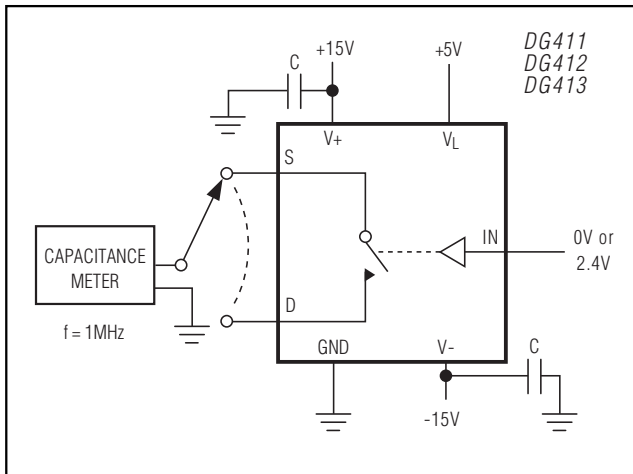 DG411
DG412
DG413
+15V
+5V
C
V+
VL
S
IN
0V or
2.4V
CAPACITANCE
METER
D
f = 1MHz
GND
V-
C
-15V